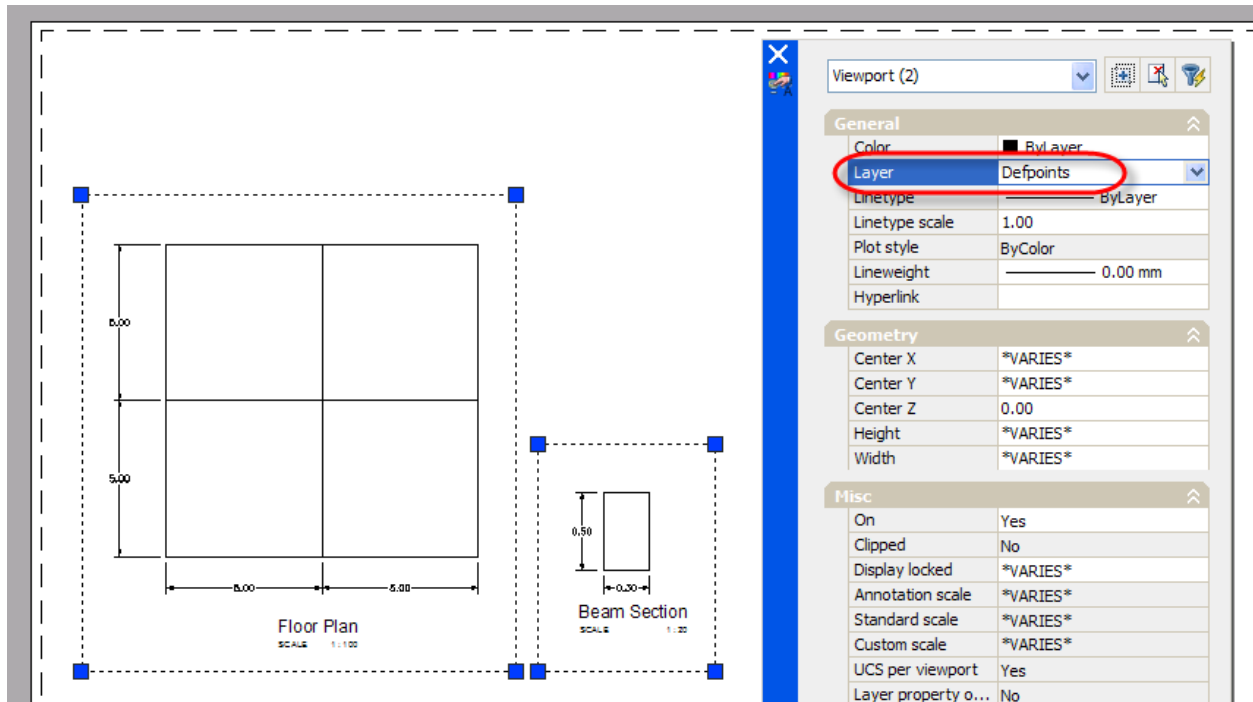 5.00
5.00
5.00 5.00
Floor Plan
SCALE 1:100
0.50
0.30
Beam Section
SCALE 1:20
Viewport (2)
General
Color ByLayer
Layer Defpoints
Linetype ByLayer
Linetype scale 1.00
Plot style ByColor
Lineweight 0.00 mm
Hyperlink
Geometry
Center X *VARIES*
Center Y *VARIES*
Center Z 0.00
Height *VARIES*
Width *VARIES*
Misc
On Yes
Clipped No
Display locked *VARIES*
Annotation scale *VARIES*
Standard scale *VARIES*
Custom scale *VARIES*
UCS per viewport Yes
Layer property o... No